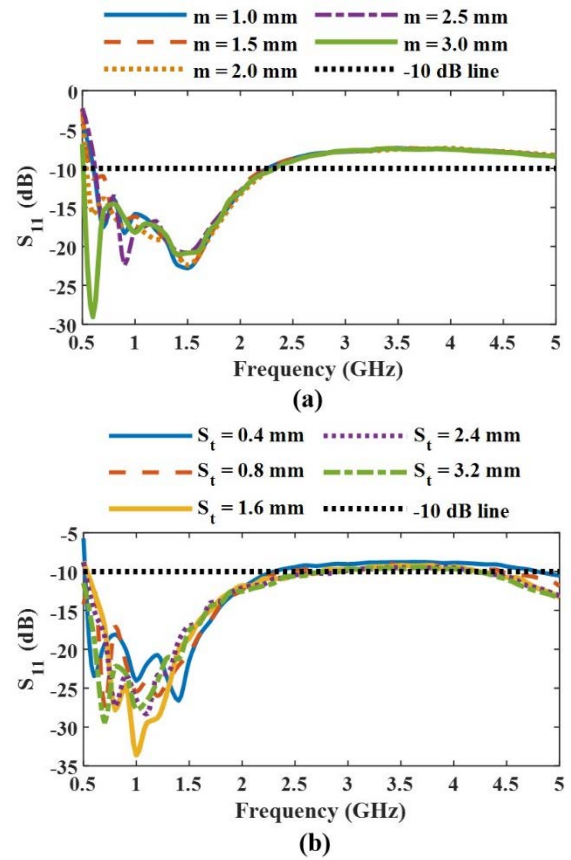 m = 1.0 mm m = 2.5 mm
m = 1.5 mm m = 3.0 mm
m = 2.0 mm -10 dB line
0
-5
-10
-15
-20
-25
-30
S11 (dB)
0.5 1 1.5 2 2.5 3 3.5 4 4.5 5
Frequency (GHz)
(a)
St = 0.4 mm St = 2.4 mm
St = 0.8 mm St = 3.2 mm
St = 1.6 mm -10 dB line
-5
-10
-15
-20
-25
-30
-35
S11 (dB)
0.5 1 1.5 2 2.5 3 3.5 4 4.5 5
Frequency (GHz)
(b)